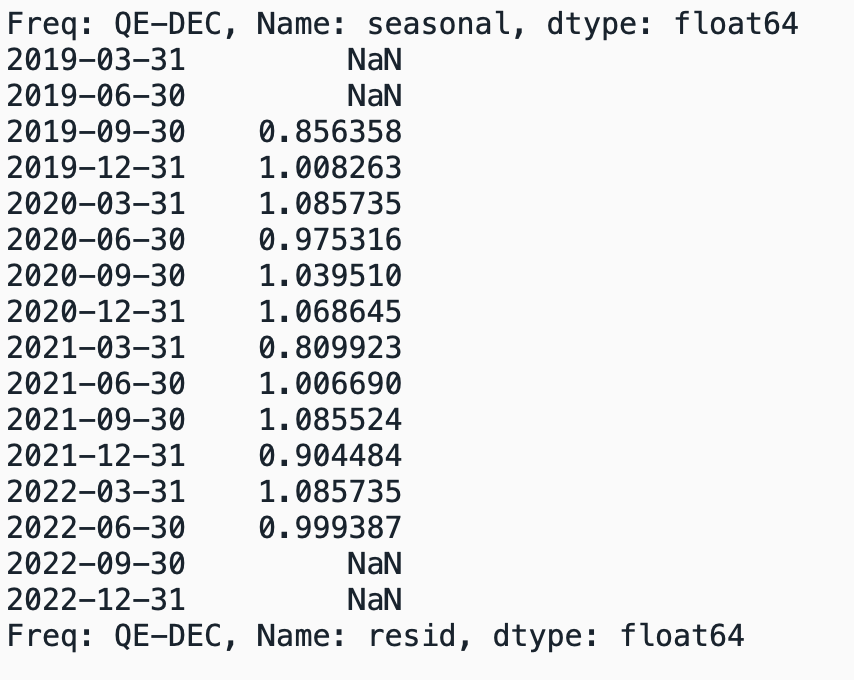 Freq: QE-DEC, Name: seasonal, dtype: float64
2019-03-31         NaN
2019-06-30         NaN
2019-09-30    0.856358
2019-12-31    1.008263
2020-03-31    1.085735
2020-06-30    0.975316
2020-09-30    1.039510
2020-12-31    1.068645
2021-03-31    0.809923
2021-06-30    1.006690
2021-09-30    1.085524
2021-12-31    0.904484
2022-03-31    1.085735
2022-06-30    0.999387
2022-09-30         NaN
2022-12-31         NaN
Freq: QE-DEC, Name: resid, dtype: float64